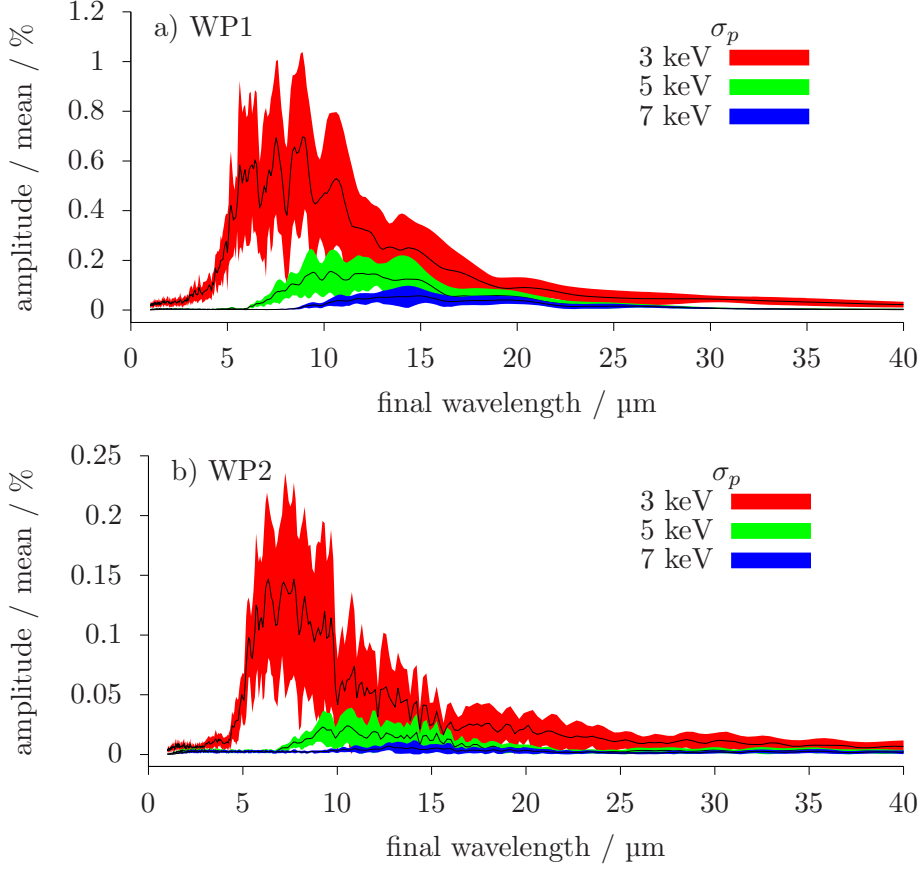 a) WP1
σp
3 keV
5 keV
7 keV
amplitude / mean / %
1.2
1
0.8
0.6
0.4
0.2
0
0 5 10 15 20 25 30 35 40
final wavelength / µm
b) WP2
σp
3 keV
5 keV
7 keV
amplitude / mean / %
0.25
0.2
0.15
0.1
0.05
0
0 5 10 15 20 25 30 35 40
final wavelength / µm